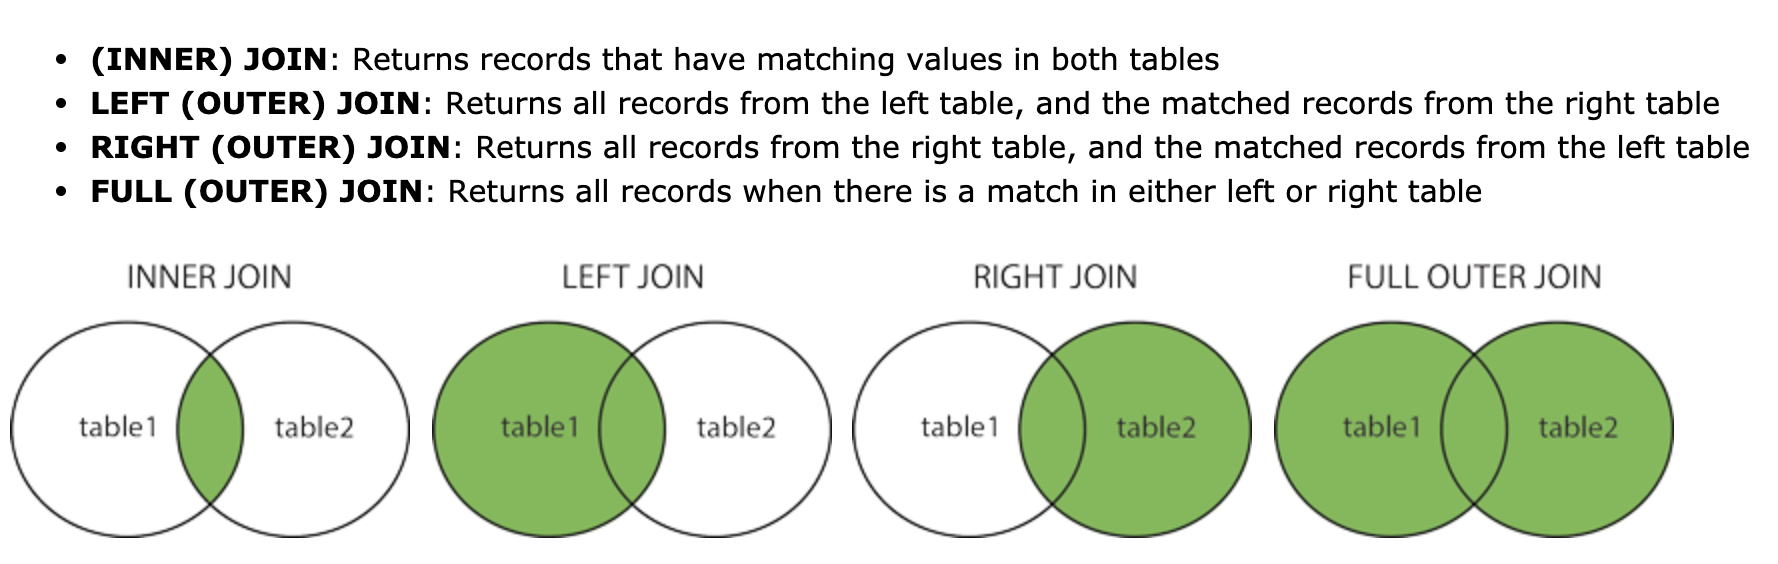 • (INNER) JOIN: Returns records that have matching values in both tables
• LEFT (OUTER) JOIN: Returns all records from the left table, and the matched records from the right table
• RIGHT (OUTER) JOIN: Returns all records from the right table, and the matched records from the left table
• FULL (OUTER) JOIN: Returns all records when there is a match in either left or right table
INNER JOIN
LEFT JOIN
RIGHT JOIN
FULL OUTER JOIN
table1
table2
table1
table2
table1
table2
table1
table2